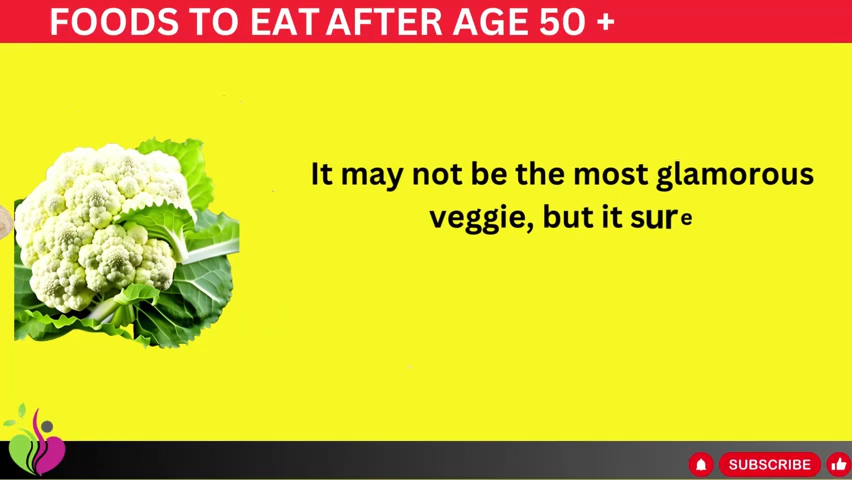 FOODS TO EAT AFTER AGE 50 +
It may not be the most glamorous
veggie, but it sure
SUBSCRIBE